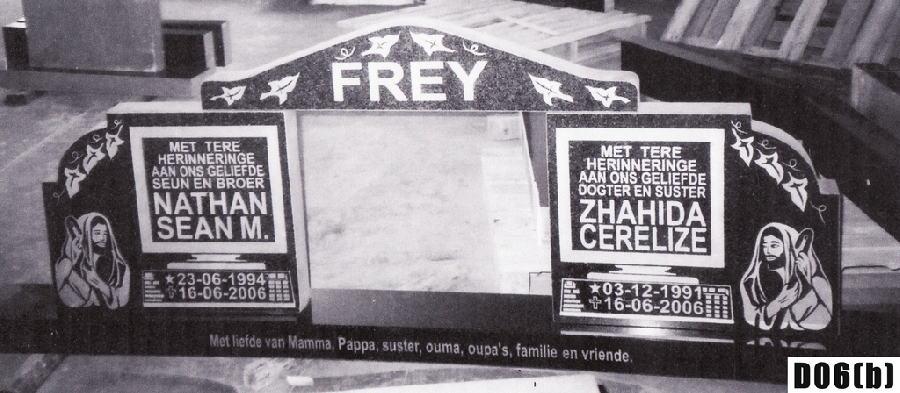 FREY
MET TERE
HERINNERINGE
AAN ONS GELIEFDE
SEUN EN BROER
NATHAN
SEAN M.
★23-06-1994
✝16-06-2006
MET TERE
HERINNERINGE
AAN ONS GELIEFDE
DOGTER EN SUSTER
ZHAHIDA
CERELIZE
★03-12-1991
✝16-06-2006
Met liefde van Mamma, Pappa, suster, ouma, oupa's, familie en vriende.
D06(b)